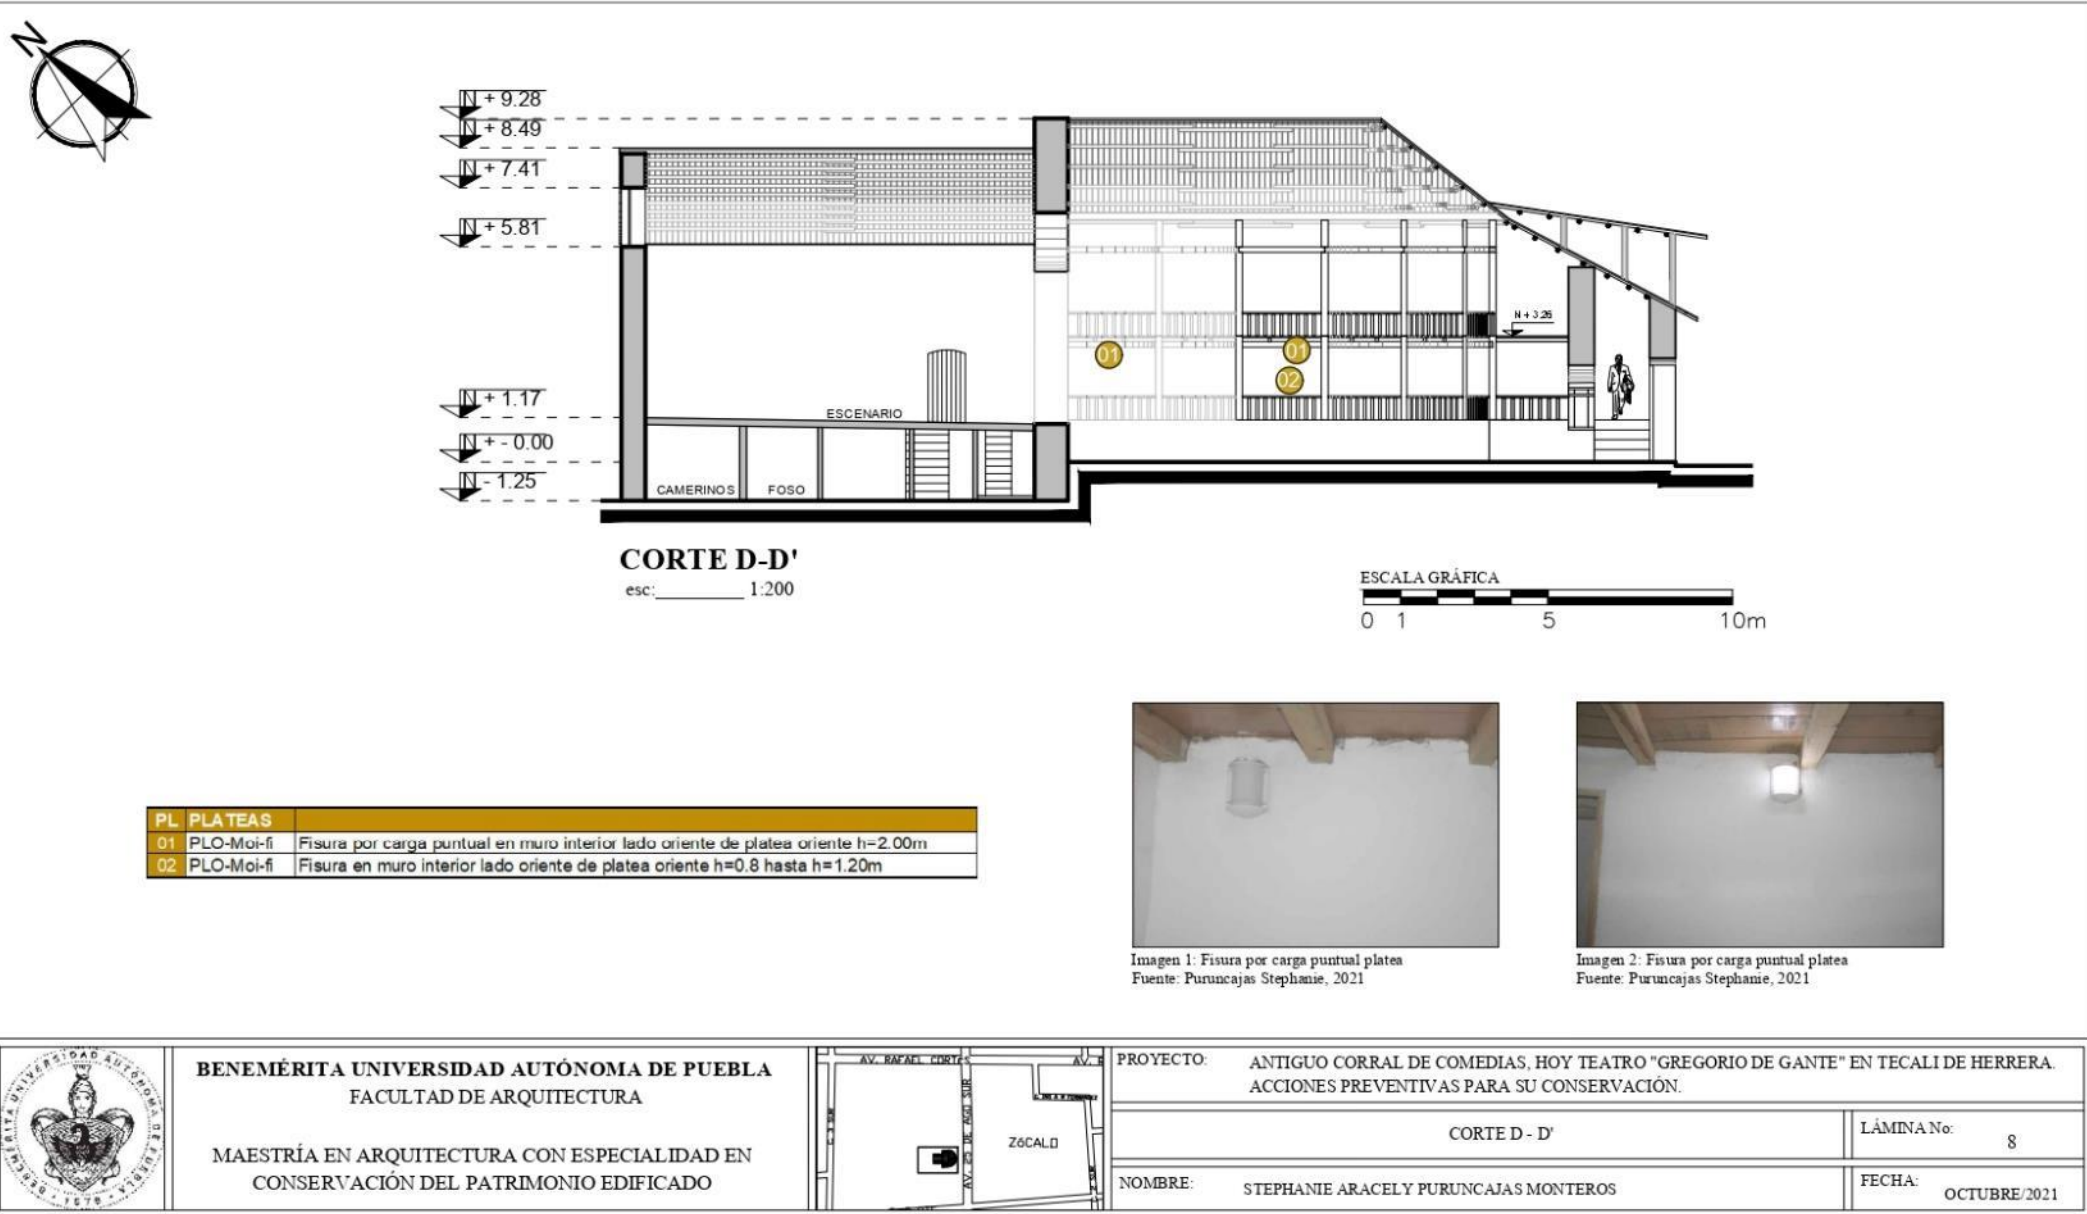 N
N + 9.28
N + 8.49
N + 7.41
N + 5.81
N + 1.17
N + - 0.00
N - 1.25
N + 3.26
01
01
02
ESCENARIO
CAMERINOS
FOSO
CORTE D-D'
esc:_________ 1:200
ESCALA GRÁFICA
0 1 5 10m
PL PLATEAS
01 PLO-Moi-fi Fisura por carga puntual en muro interior lado oriente de platea oriente h=2.00m
02 PLO-Moi-fi Fisura en muro interior lado oriente de platea oriente h=0.8 hasta h=1.20m
Imagen 1: Fisura por carga puntual platea
Fuente: Puruncajas Stephanie, 2021
Imagen 2: Fisura por carga puntual platea
Fuente: Puruncajas Stephanie, 2021
BENEMÉRITA UNIVERSIDAD AUTÓNOMA DE PUEBLA
FACULTAD DE ARQUITECTURA
MAESTRÍA EN ARQUITECTURA CON ESPECIALIDAD EN
CONSERVACIÓN DEL PATRIMONIO EDIFICADO
AV. RAFAEL CORTES
ZÓCALO
PROYECTO: ANTIGUO CORRAL DE COMEDIAS, HOY TEATRO "GREGORIO DE GANTE" EN TECALI DE HERRERA.
ACCIONES PREVENTIVAS PARA SU CONSERVACIÓN.
CORTE D - D'
LÁMINA No: 8
NOMBRE: STEPHANIE ARACELY PURUNCAJAS MONTEROS
FECHA: OCTUBRE/2021